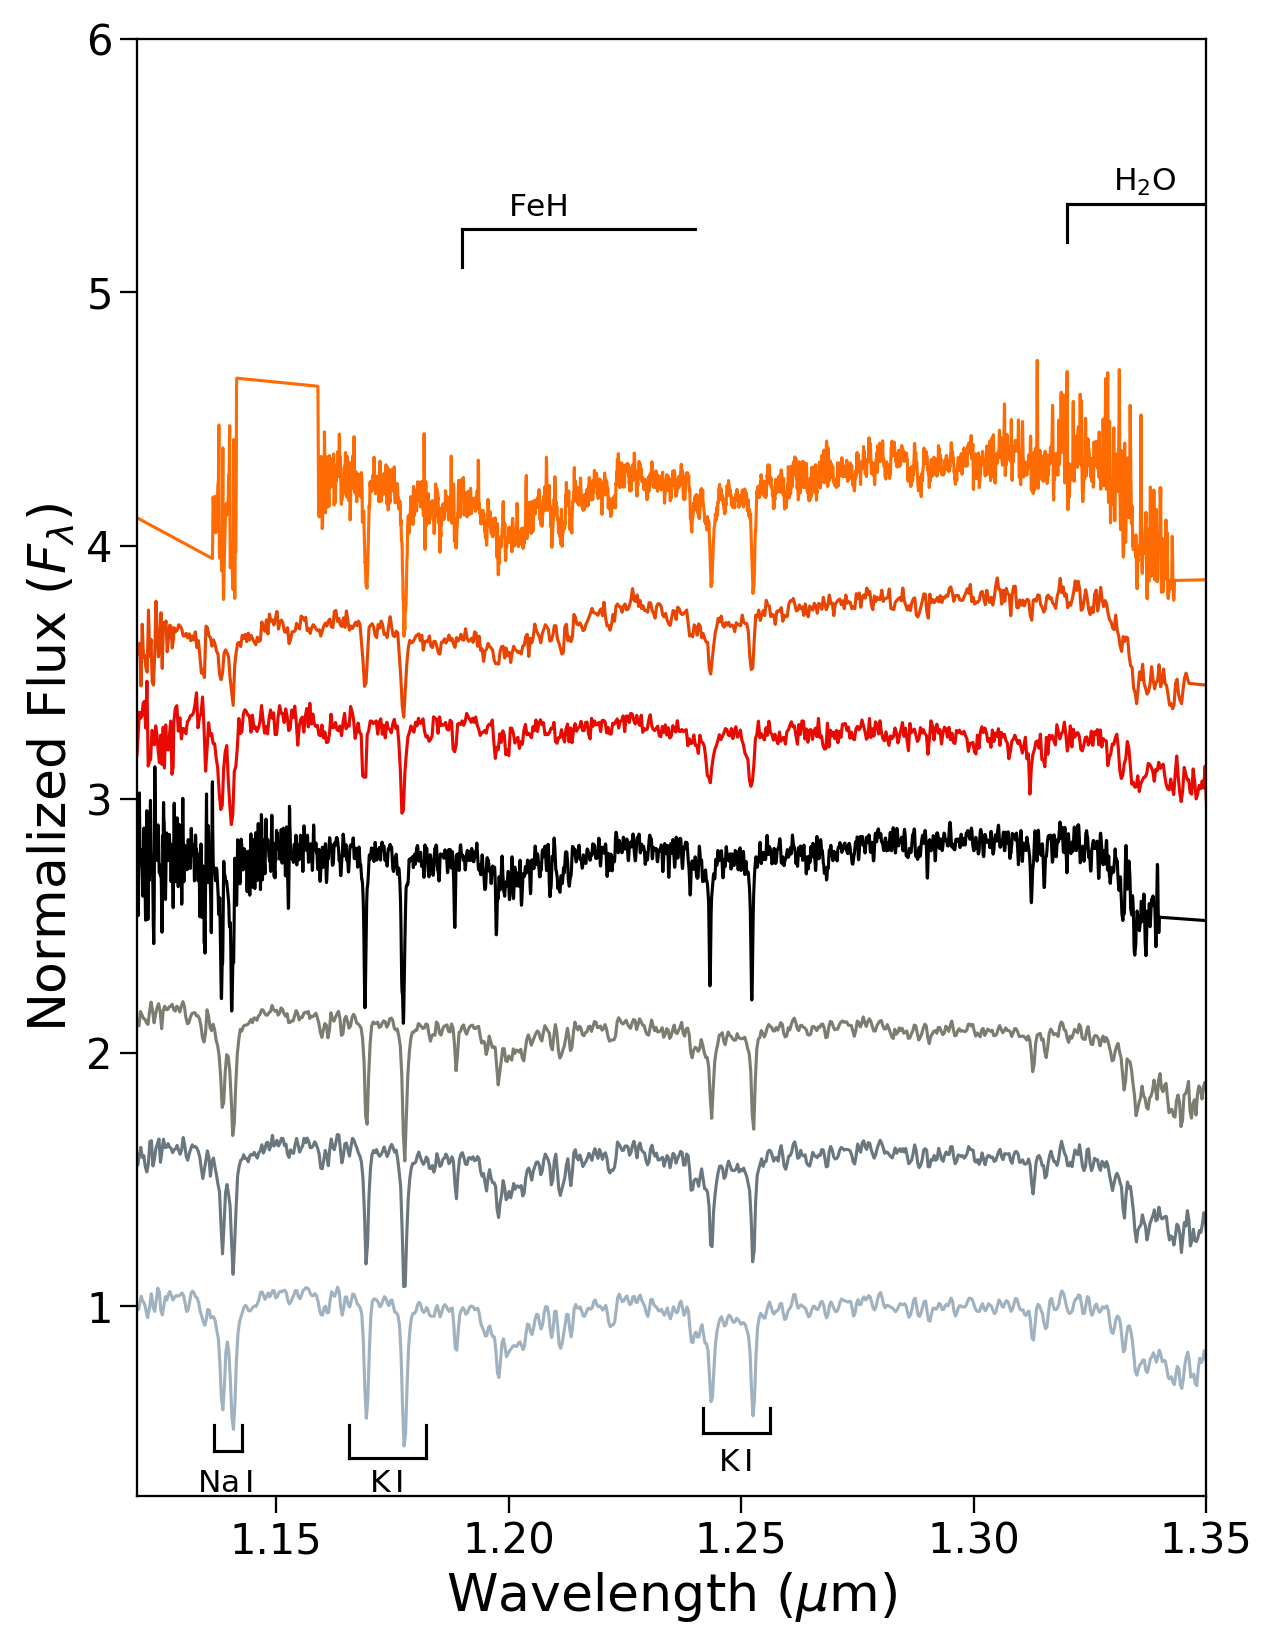 6
H₂O
FeH
5
4
3
2
1
Na I
K I
K I
1.15
1.20
1.25
1.30
1.35
Wavelength (μm)
Normalized Flux (Fλ)